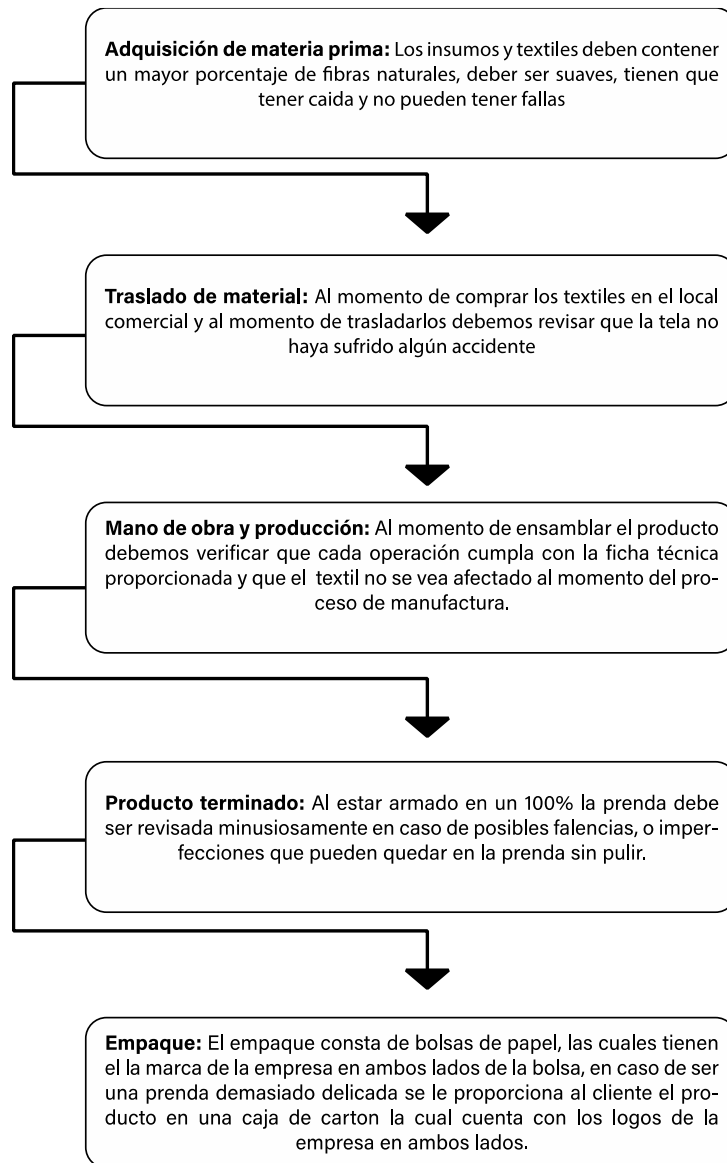 Adquisición de materia prima: Los insumos y textiles deben contener
un mayor porcentaje de fibras naturales, deber ser suaves, tienen que
tener caida y no pueden tener fallas
Traslado de material: Al momento de comprar los textiles en el local
comercial y al momento de trasladarlos debemos revisar que la tela no
haya sufrido algún accidente
Mano de obra y producción: Al momento de ensamblar el producto
debemos verificar que cada operación cumpla con la ficha técnica
proporcionada y que el textil no se vea afectado al momento del pro-
ceso de manufactura.
Producto terminado: Al estar armado en un 100% la prenda debe
ser revisada minusiosamente en caso de posibles falencias, o imper-
fecciones que pueden quedar en la prenda sin pulir.
Empaque: El empaque consta de bolsas de papel, las cuales tienen
el la marca de la empresa en ambos lados de la bolsa, en caso de ser
una prenda demasiado delicada se le proporciona al cliente el pro-
ducto en una caja de carton la cual cuenta con los logos de la
empresa en ambos lados.